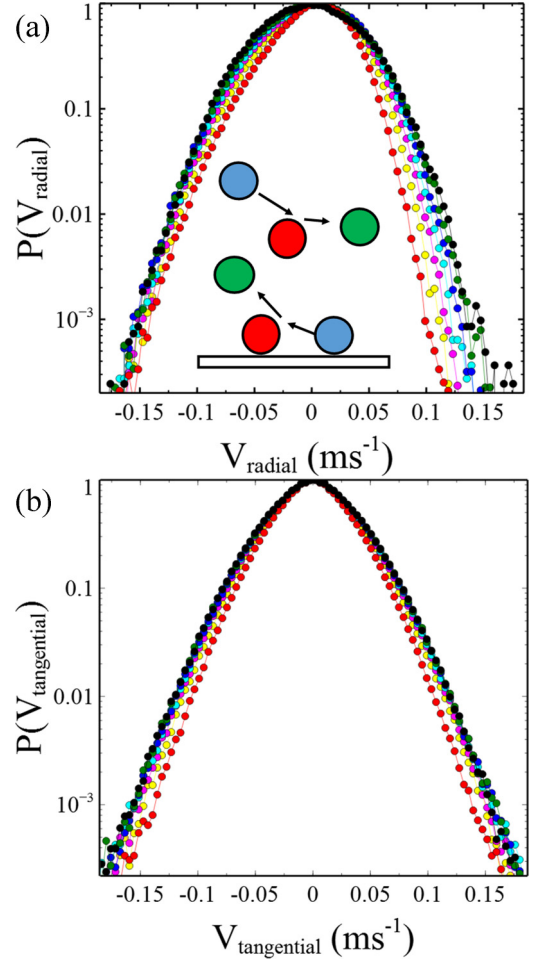 (a)
P(V_radial)
1
0.1
0.01
10⁻³
-0.15 -0.1 -0.05 0 0.05 0.1 0.15
V_radial (ms⁻¹)
(b)
P(V_tangential)
1
0.1
0.01
10⁻³
-0.15 -0.1 -0.05 0 0.05 0.1 0.15
V_tangential (ms⁻¹)